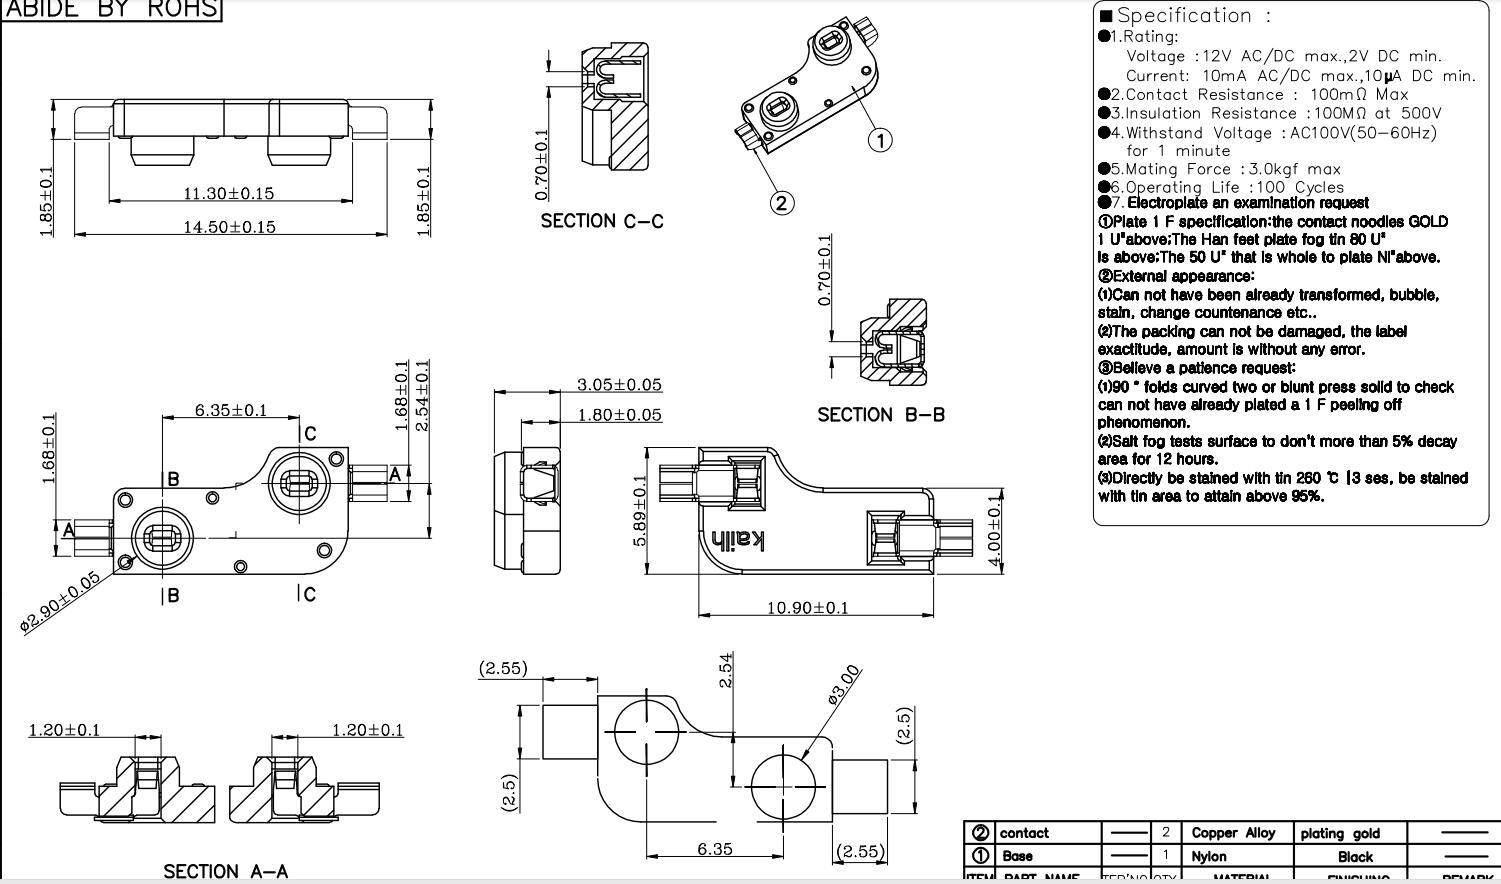 ABIDE BY ROHS
1.85±0.1
11.30±0.15
14.50±0.15
1.85±0.1
0.70±0.1
SECTION C-C
1
2
0.70±0.1
SECTION B-B
■Specification :
●1.Rating:
Voltage :12V AC/DC max.,2V DC min.
Current: 10mA AC/DC max.,10μA DC min.
●2.Contact Resistance : 100mΩ Max
●3.Insulation Resistance :100MΩ at 500V
●4.Withstand Voltage :AC100V(50-60Hz)
for 1 minute
●5.Mating Force :3.0kgf max
●6.Operating Life :100 Cycles
●7. Electroplate an examination request
①Plate 1 F specification:the contact noodles GOLD
1 U"above;The Han feet plate fog tin 80 U"
is above;The 50 U" that is whole to plate Ni"above.
②External appearance:
(1)Can not have been already transformed, bubble,
stain, change countenance etc..
(2)The packing can not be damaged, the label
exactitude, amount is without any error.
③Believe a patience request:
(1)90 ° folds curved two or blunt press solid to check
can not have already plated a 1 F peeling off
phenomenon.
(2)Salt fog tests surface to don't more than 5% decay
area for 12 hours.
(3)Directly be stained with tin 260 ℃ |3 ses, be stained
with tin area to attain above 95%.
1.68±0.1
6.35±0.1
1.68±0.1
2.54±0.1
C
B
A
A
B
C
ø2.90±0.05
3.05±0.05
1.80±0.05
5.89±0.1
kailh
4.00±0.1
10.90±0.1
(2.55)
2.54
ø3.00
(2.5)
(2.5)
6.35
(2.55)
1.20±0.1
1.20±0.1
SECTION A-A
2 contact 2 Copper Alloy plating gold
1 Base 1 Nylon Black
ITEM PART NAME TER'NO QTY MATERIAL FINISHING REMARK